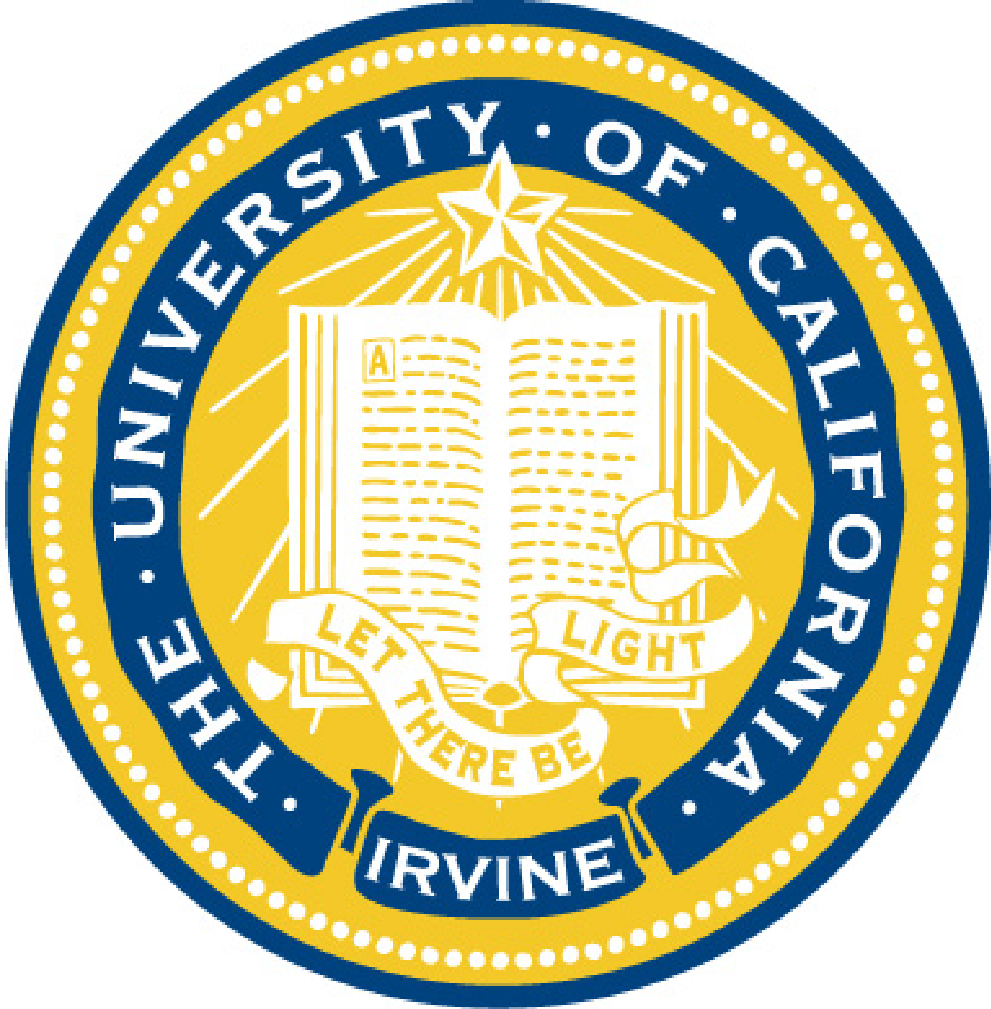 THE · UNIVERSITY · OF · CALIFORNIA ·
A
LET THERE BE LIGHT
IRVINE